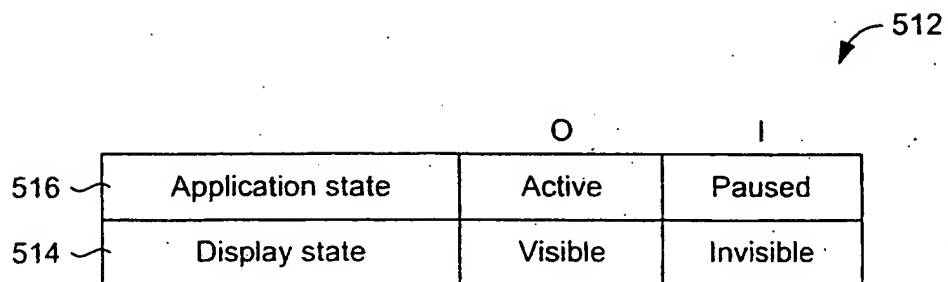 512
O I
516 Application state Active Paused
514 Display state Visible Invisible